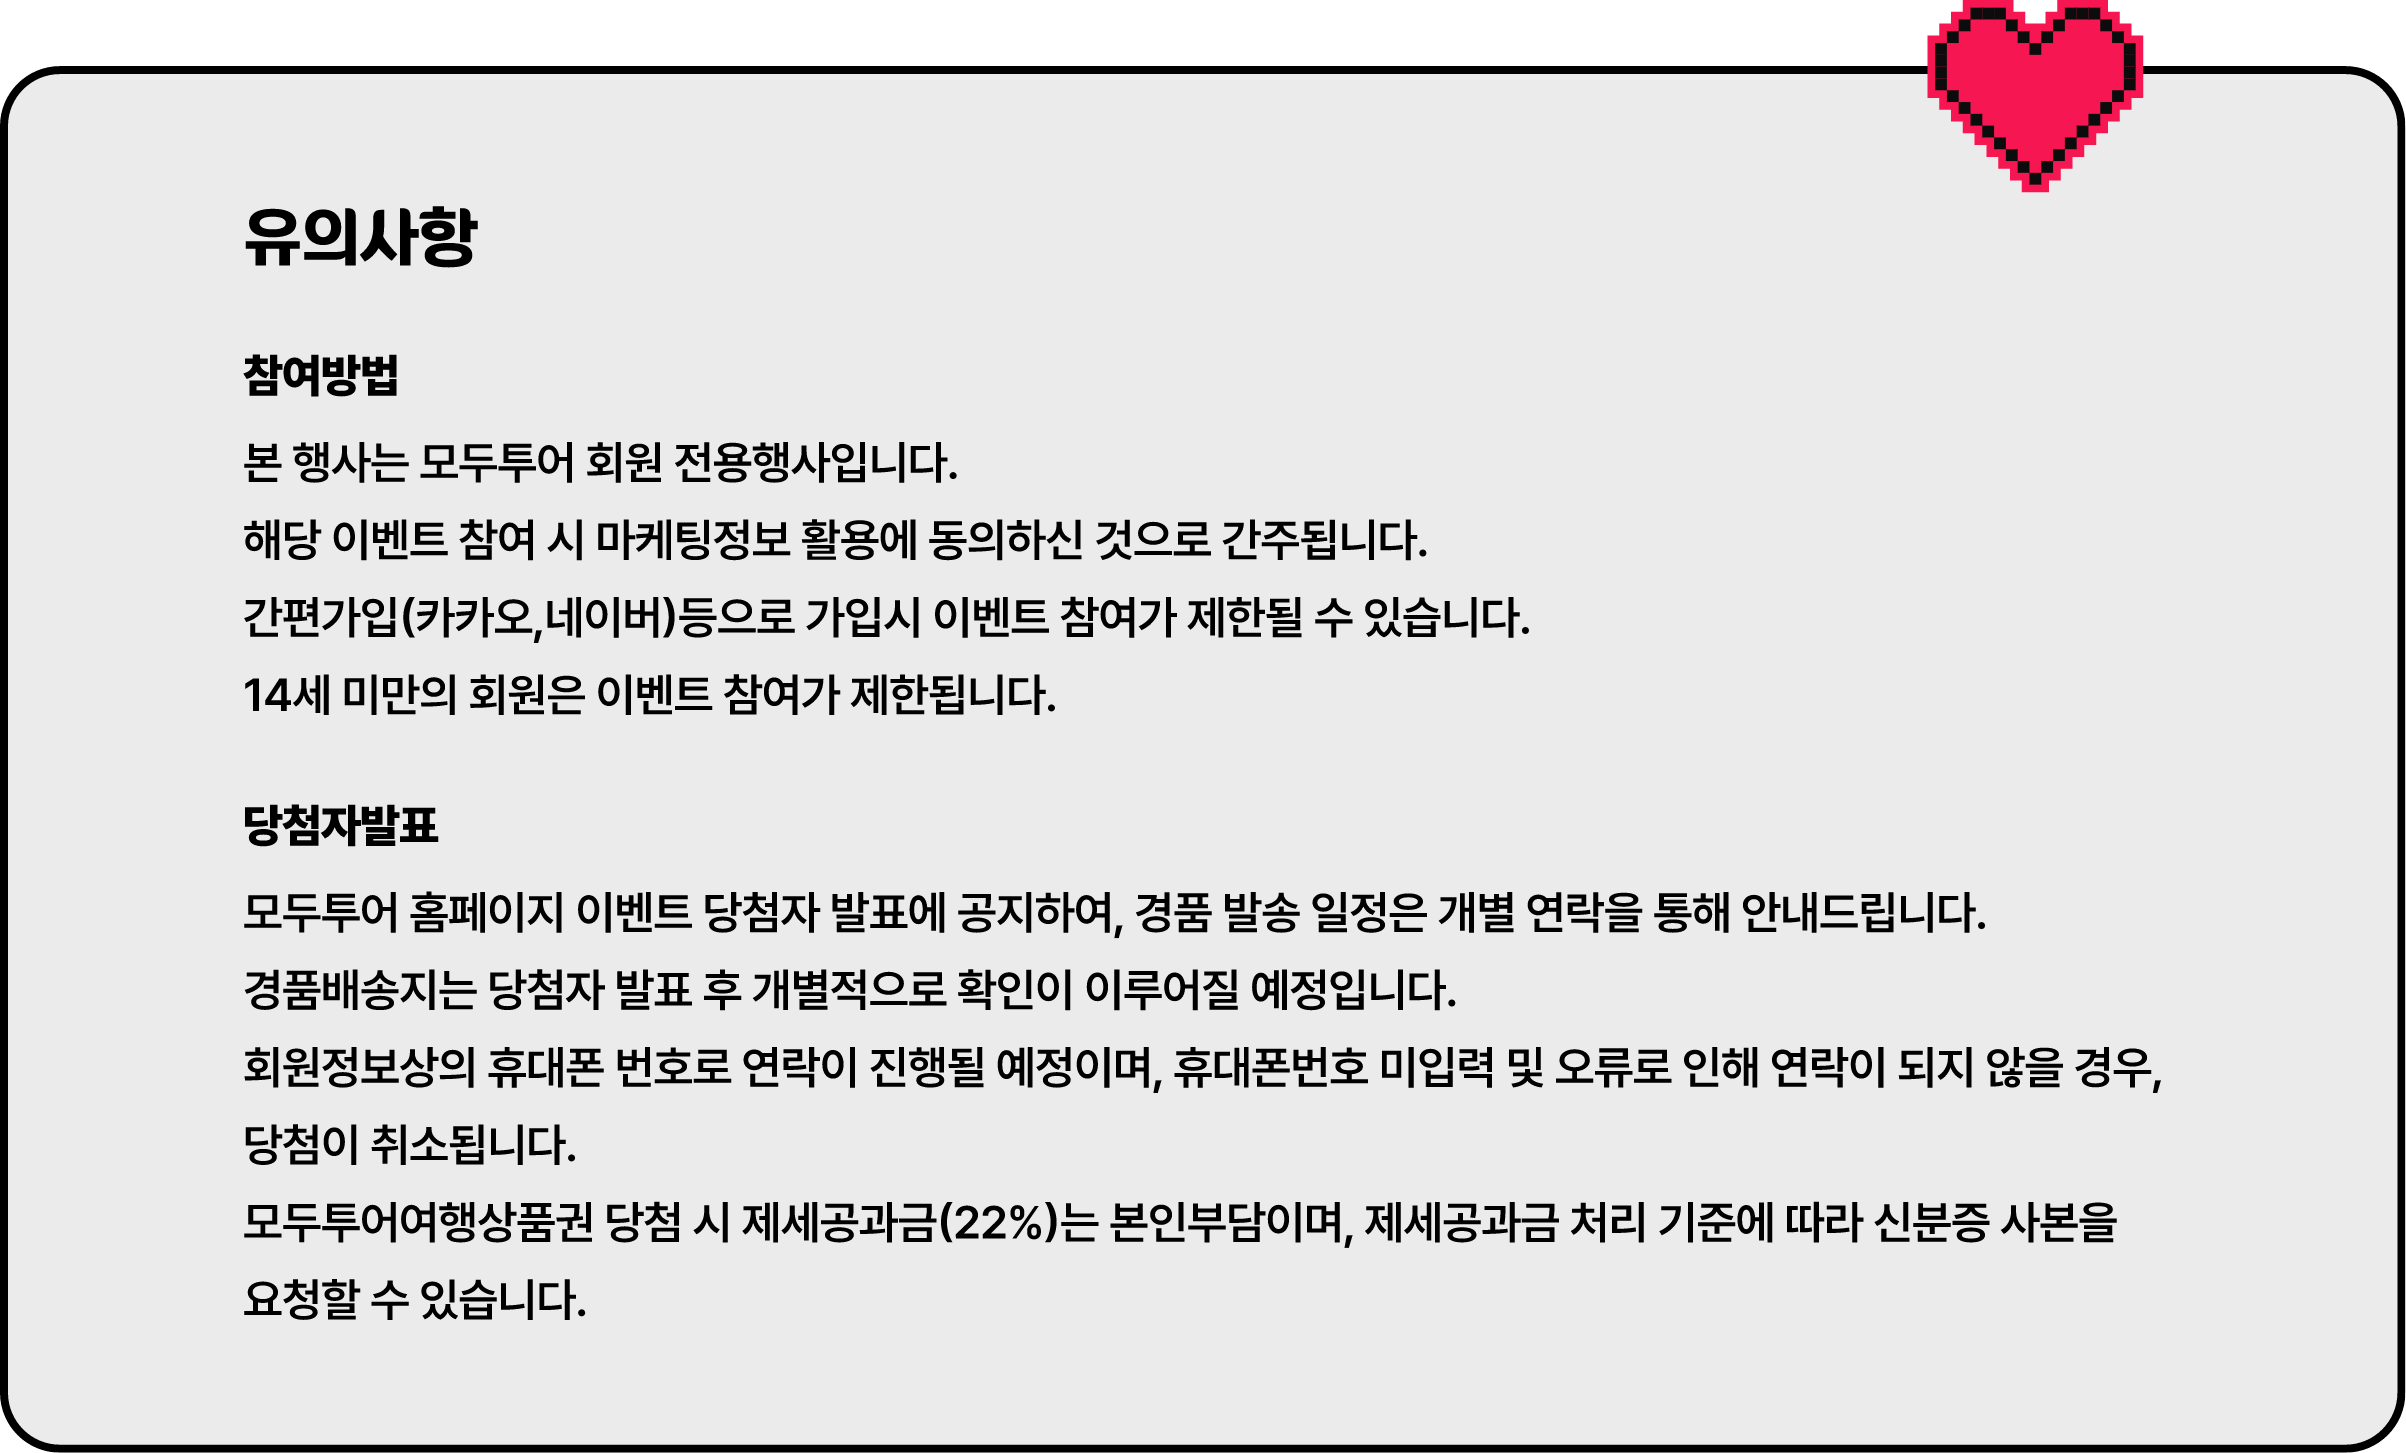 유의사항
참여방법
본 행사는 모두투어 회원 전용행사입니다.
해당 이벤트 참여 시 마케팅정보 활용에 동의하신 것으로 간주됩니다.
간편가입(카카오,네이버)등으로 가입시 이벤트 참여가 제한될 수 있습니다.
14세 미만의 회원은 이벤트 참여가 제한됩니다.
당첨자발표
모두투어 홈페이지 이벤트 당첨자 발표에 공지하여, 경품 발송 일정은 개별 연락을 통해 안내드립니다.
경품배송지는 당첨자 발표 후 개별적으로 확인이 이루어질 예정입니다.
회원정보상의 휴대폰 번호로 연락이 진행될 예정이며, 휴대폰번호 미입력 및 오류로 인해 연락이 되지 않을 경우,
당첨이 취소됩니다.
모두투어여행상품권 당첨 시 제세공과금(22%)는 본인부담이며, 제세공과금 처리 기준에 따라 신분증 사본을
요청할 수 있습니다.